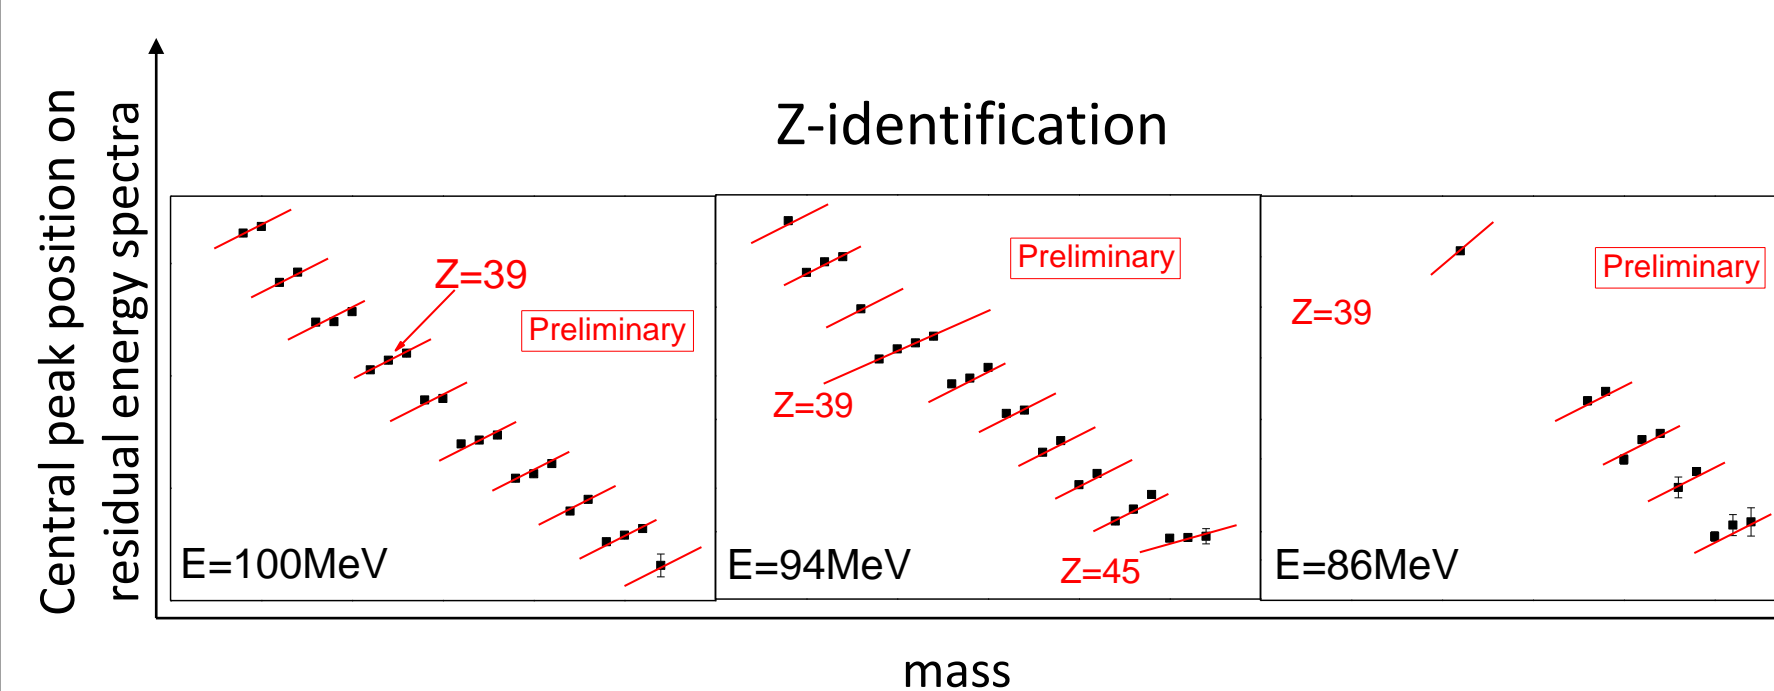 Central peak position on
residual energy spectra
Z-identification
Z=39
Preliminary
E=100MeV
Preliminary
Z=39
Z=45
E=94MeV
Preliminary
Z=39
E=86MeV
mass